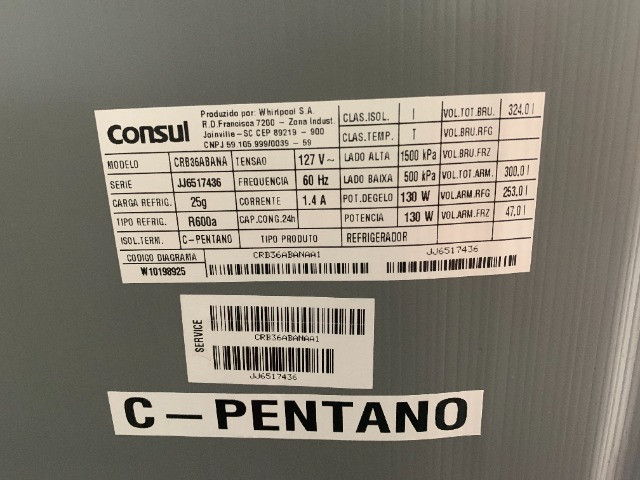 consul
Produzido por: Whirlpool S.A.
R.D.Francisca 7200 - Zona Indust.
Joinville - SC CEP 89219 - 900
CNPJ 59.105.999/0039 - 59
CLAS.ISOL. I VOL.TOT.BRU. 324,0 l
CLAS.TEMP. T VOL.BRU.RFG
MODELO CRB36ABANA TENSAO 127 V~ LADO ALTA 1500 kPa VOL.BRU.FRZ
SERIE JJ6517436 FREQUENCIA 60 Hz LADO BAIXA 500 kPa VOL.TOT.ARM. 300,0 l
CARGA REFRIG. 25g CORRENTE 1.4 A POT.DEGELO 130 W VOL.ARM.RFG 253,0 l
TIPO REFRIG. R600a CAP.CONG.24h POTENCIA 130 W VOL.ARM.FRZ 47,0 l
ISOL.TERM. C-PENTANO TIPO PRODUTO REFRIGERADOR
CODIGO DIAGRAMA CRB36ABANAA1 JJ6517436
W10198925
SERVICE
CRB36ABANAA1
JJ6517436
C - PENTANO